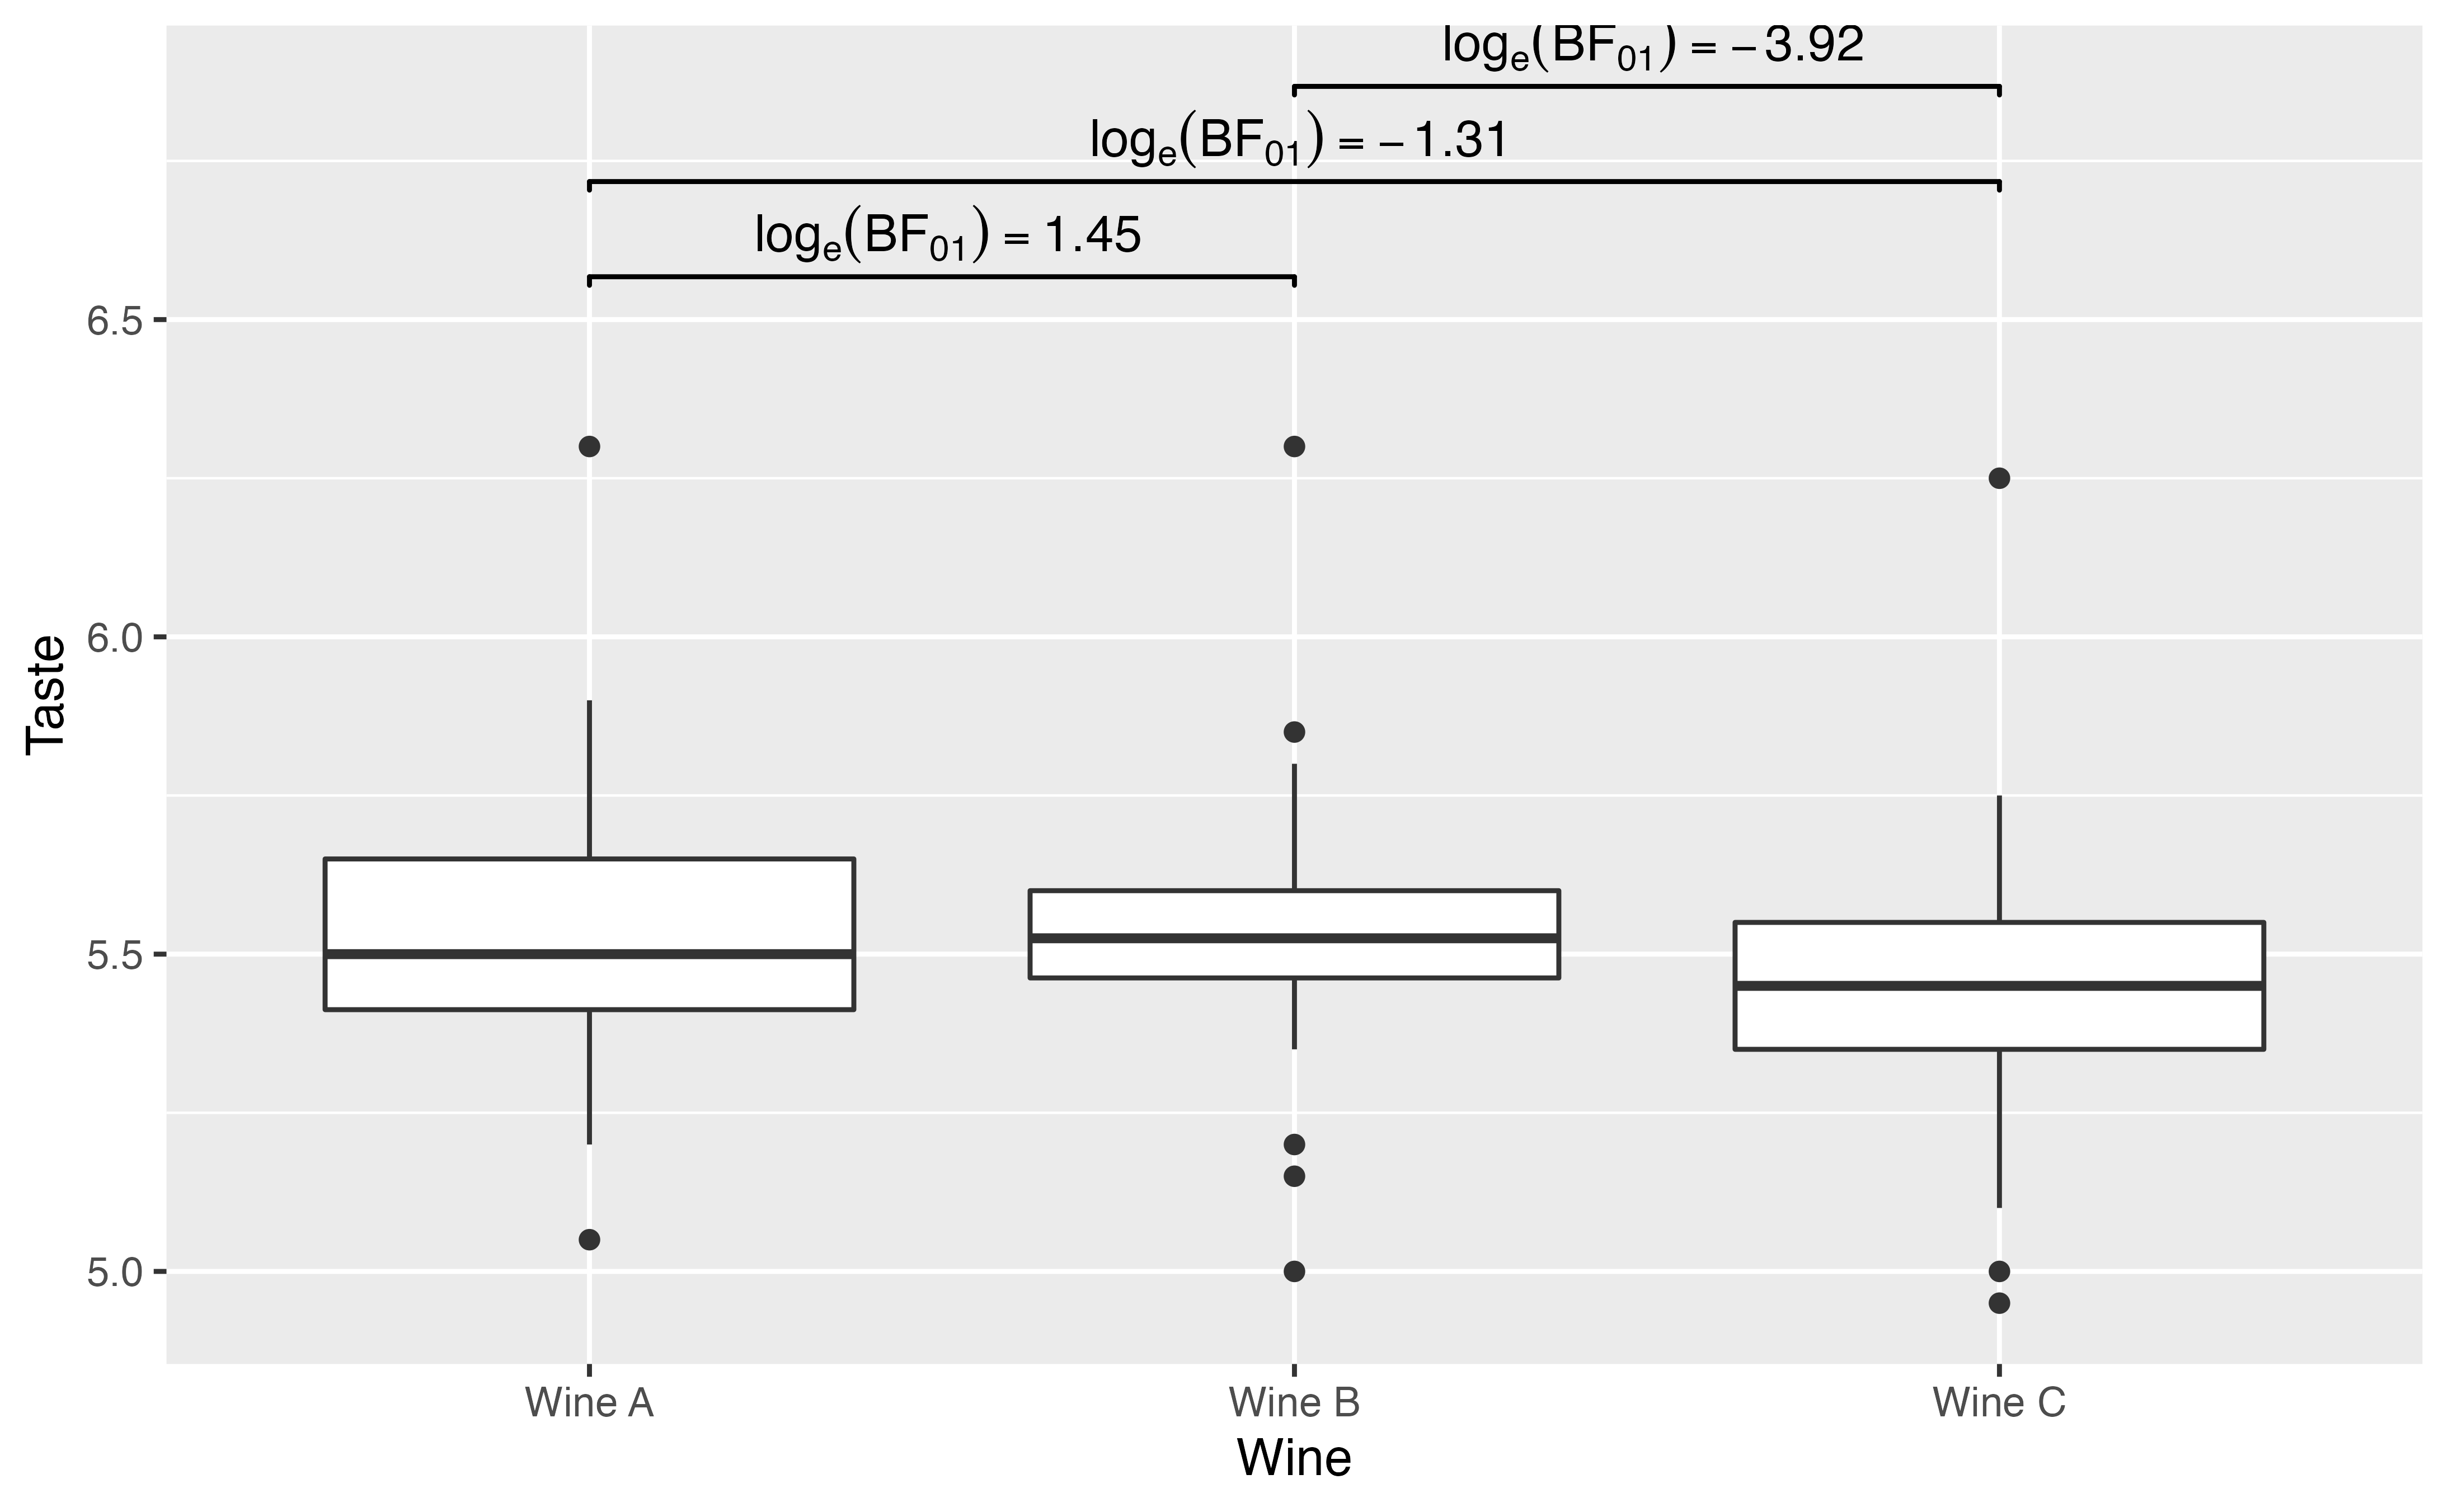 logₑ(BF₀₁) = −3.92
logₑ(BF₀₁) = −1.31
logₑ(BF₀₁) = 1.45
6.5
6.0
5.5
5.0
Taste
Wine A
Wine B
Wine C
Wine